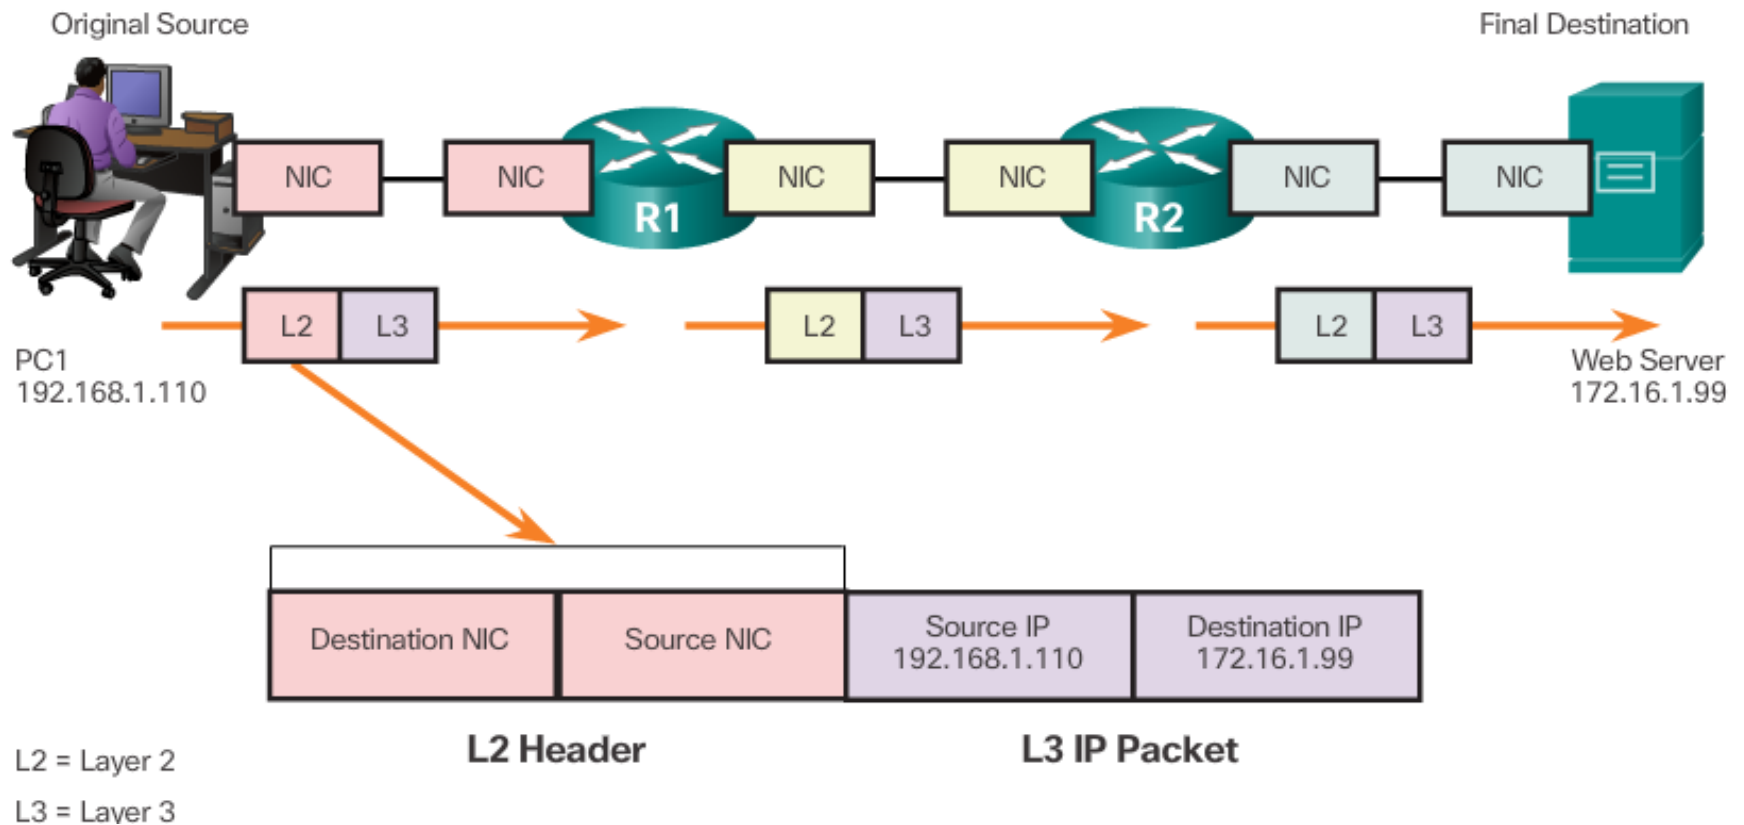 Original Source
Final Destination
NIC
NIC
R1
NIC
NIC
R2
NIC
NIC
L2
L3
L2
L3
L2
L3
PC1
192.168.1.110
Web Server
172.16.1.99
Destination NIC
Source NIC
Source IP
192.168.1.110
Destination IP
172.16.1.99
L2 Header
L3 IP Packet
L2 = Layer 2
L3 = Layer 3